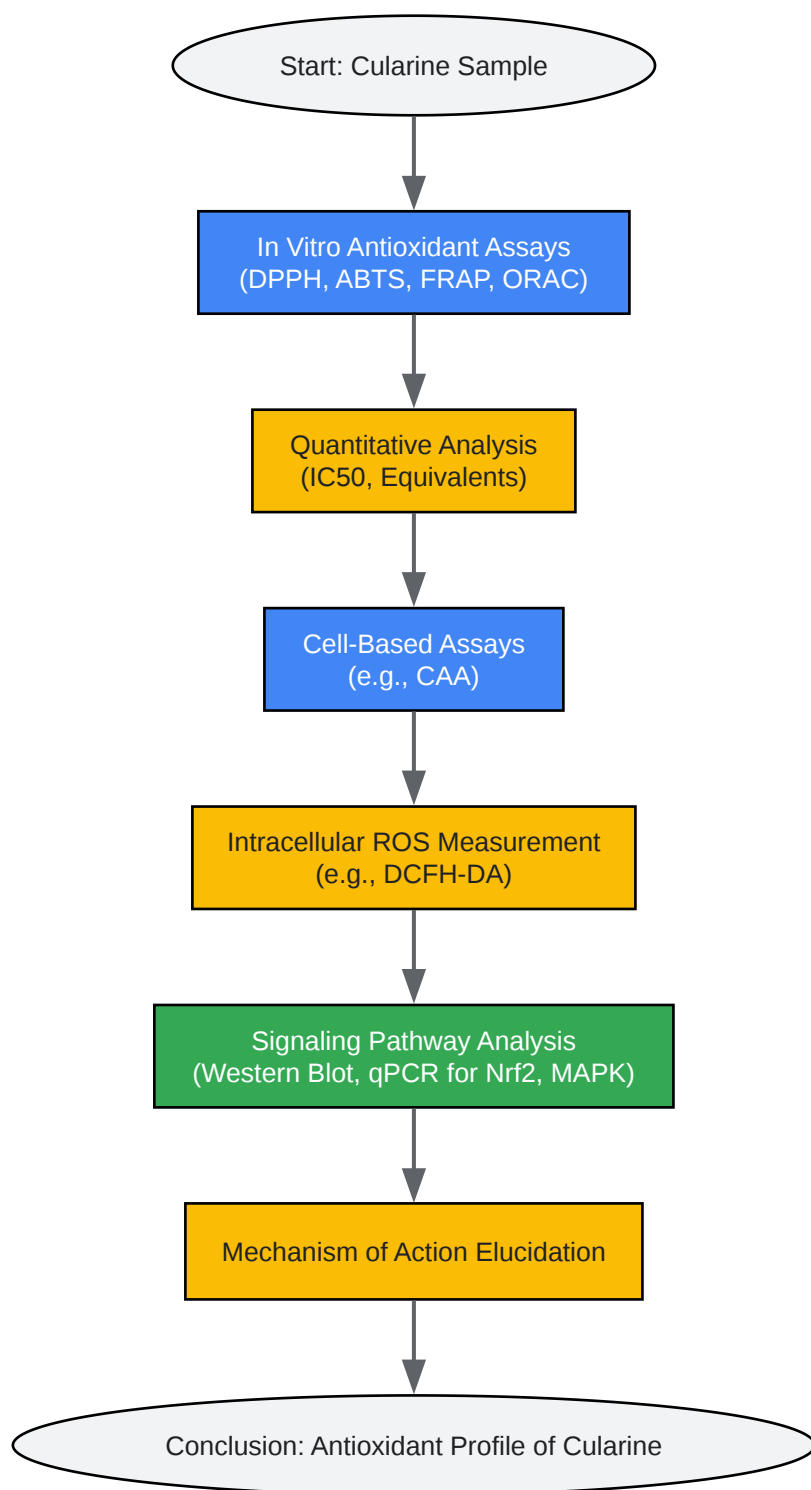 Start: Cularine Sample
In Vitro Antioxidant Assays
(DPPH, ABTS, FRAP, ORAC)
Quantitative Analysis
(IC50, Equivalents)
Cell-Based Assays
(e.g., CAA)
Intracellular ROS Measurement
(e.g., DCFH-DA)
Signaling Pathway Analysis
(Western Blot, qPCR for Nrf2, MAPK)
Mechanism of Action Elucidation
Conclusion: Antioxidant Profile of Cularine